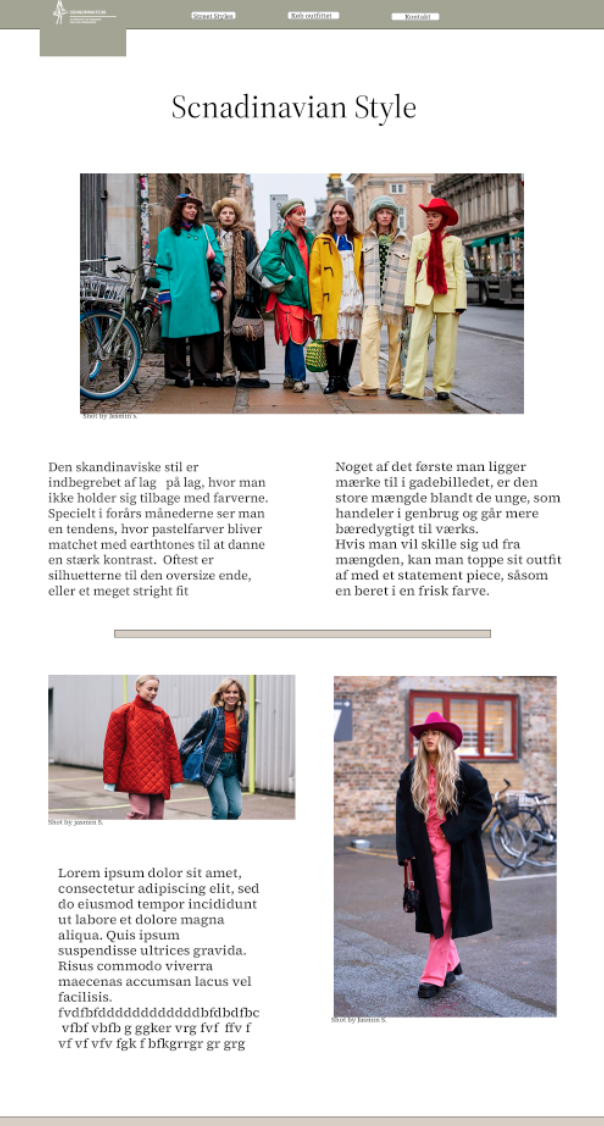 Street Styles
Køb outfittet
Kontakt
Scnadinavian Style
Shot by Jasmin s.
Den skandinaviske stil er
indbegrebet af lag  på lag, hvor man
ikke holder sig tilbage med farverne.
Specielt i forårs månederne ser man
en tendens, hvor pastelfarver bliver
matchet med earthtones til at danne
en stærk kontrast.  Oftest er
silhuetterne til den oversize ende,
eller et meget stright fit
Noget af det første man ligger
mærke til i gadebilledet, er den
store mængde blandt de unge, som
handeler i genbrug og går mere
bæredygtigt til værks.
Hvis man vil skille sig ud fra
mængden, kan man toppe sit outfit
af med et statement piece, såsom
en beret i en frisk farve.
Shot by jasmin S.
7
Shot by Jasmin S.
Lorem ipsum dolor sit amet,
consectetur adipiscing elit, sed
do eiusmod tempor incididunt
ut labore et dolore magna
aliqua. Quis ipsum
suspendisse ultrices gravida.
Risus commodo viverra
maecenas accumsan lacus vel
facilisis.
fvdfbfddddddddddddbfdbdfbc
vfbf vbfb g ggker vrg fvf  ffv f
vf vf vfv fgk f bfkgrrgr gr grg